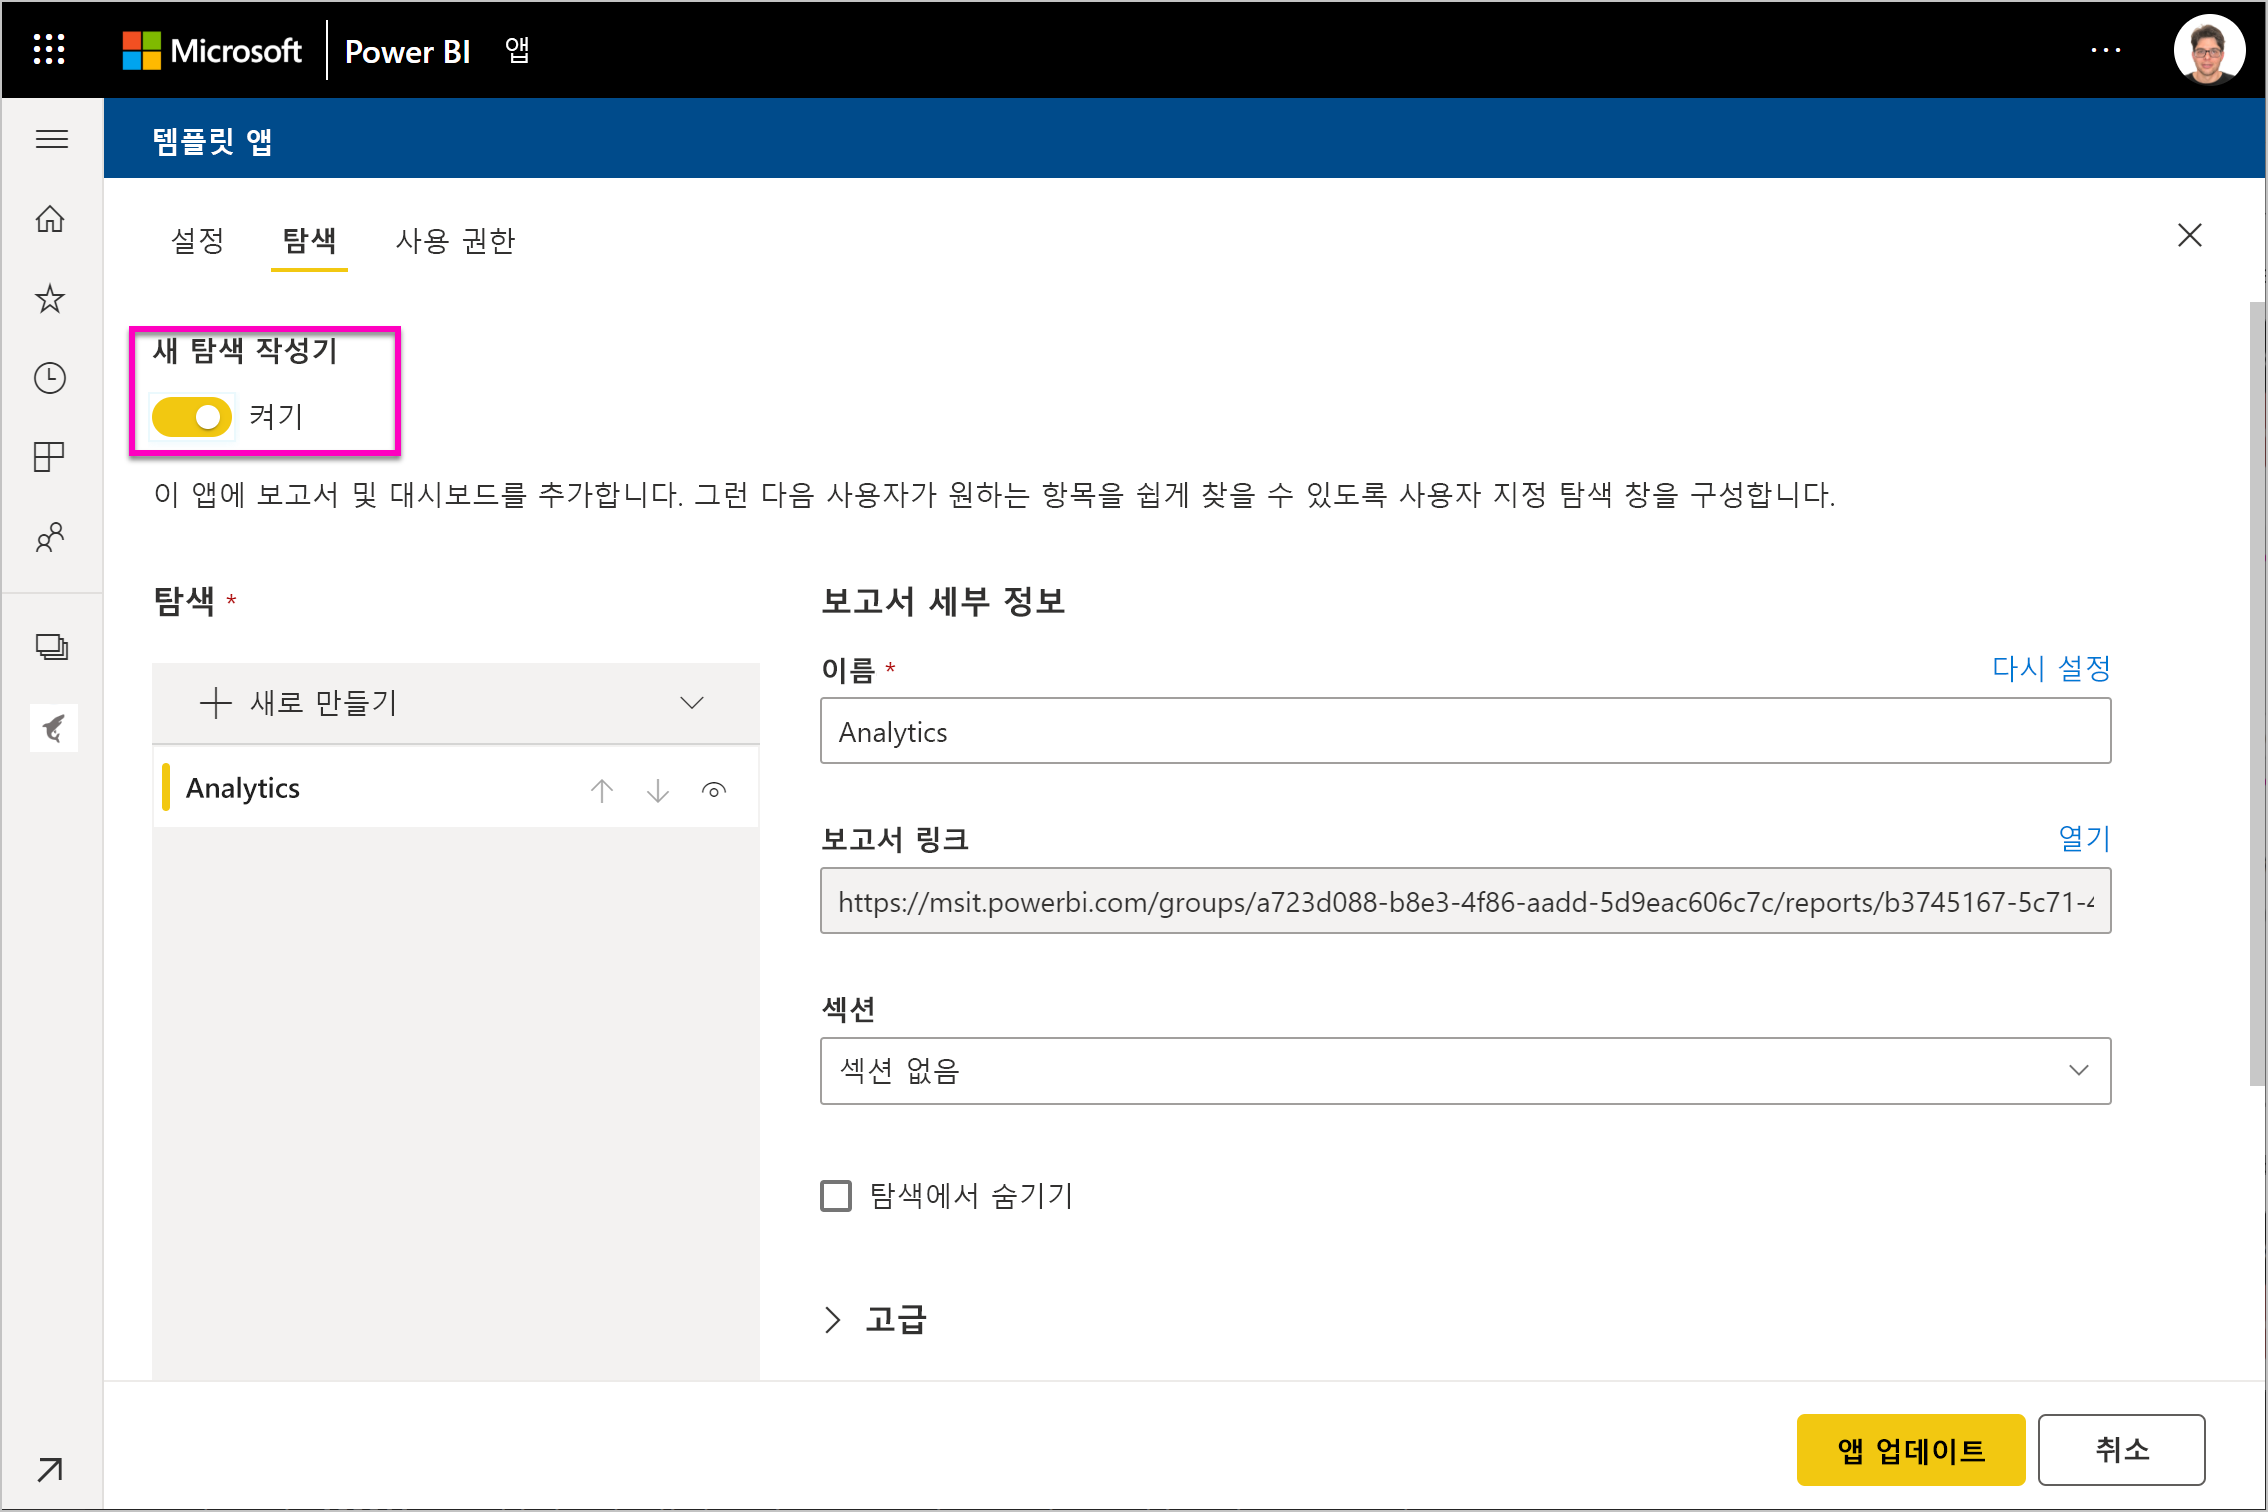 Microsoft Power BI 앱 ...
템플릿 앱
설정 탐색 사용 권한
새 탐색 작성기
켜기
이 앱에 보고서 및 대시보드를 추가합니다. 그런 다음 사용자가 원하는 항목을 쉽게 찾을 수 있도록 사용자 지정 탐색 창을 구성합니다.
탐색 *
새로 만들기
Analytics
보고서 세부 정보
이름 * 다시 설정
Analytics
보고서 링크 열기
https://msit.powerbi.com/groups/a723d088-b8e3-4f86-aadd-5d9eac606c7c/reports/b3745167-5c71-4
섹션
섹션 없음
탐색에서 숨기기
고급
앱 업데이트 취소